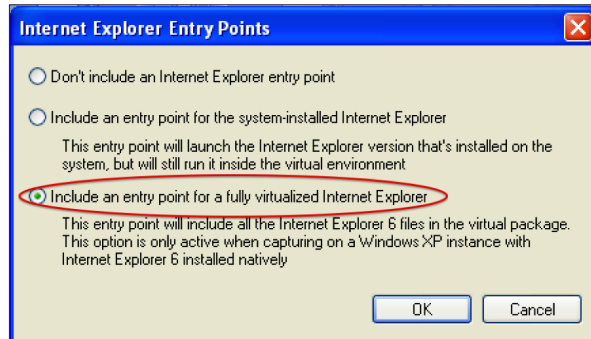 Internet Explorer Entry Points
Don't include an Internet Explorer entry point
Include an entry point for the system-installed Internet Explorer
This entry point will launch the Internet Explorer version that's installed on the
system, but will still run it inside the virtual environment
Include an entry point for a fully virtualized Internet Explorer
This entry point will include all the Internet Explorer 6 files in the virtual package.
This option is only active when capturing on a Windows XP instance with
Internet Explorer 6 installed natively
OK Cancel